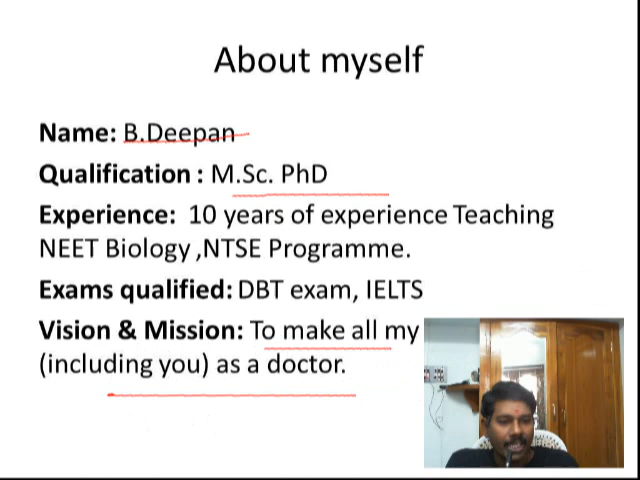 About myself
Name: B.Deepan
Qualification : M.Sc. PhD
Experience: 10 years of experience Teaching
NEET Biology ,NTSE Programme.
Exams qualified: DBT exam, IELTS
Vision & Mission: To make all my
(including you) as a doctor.